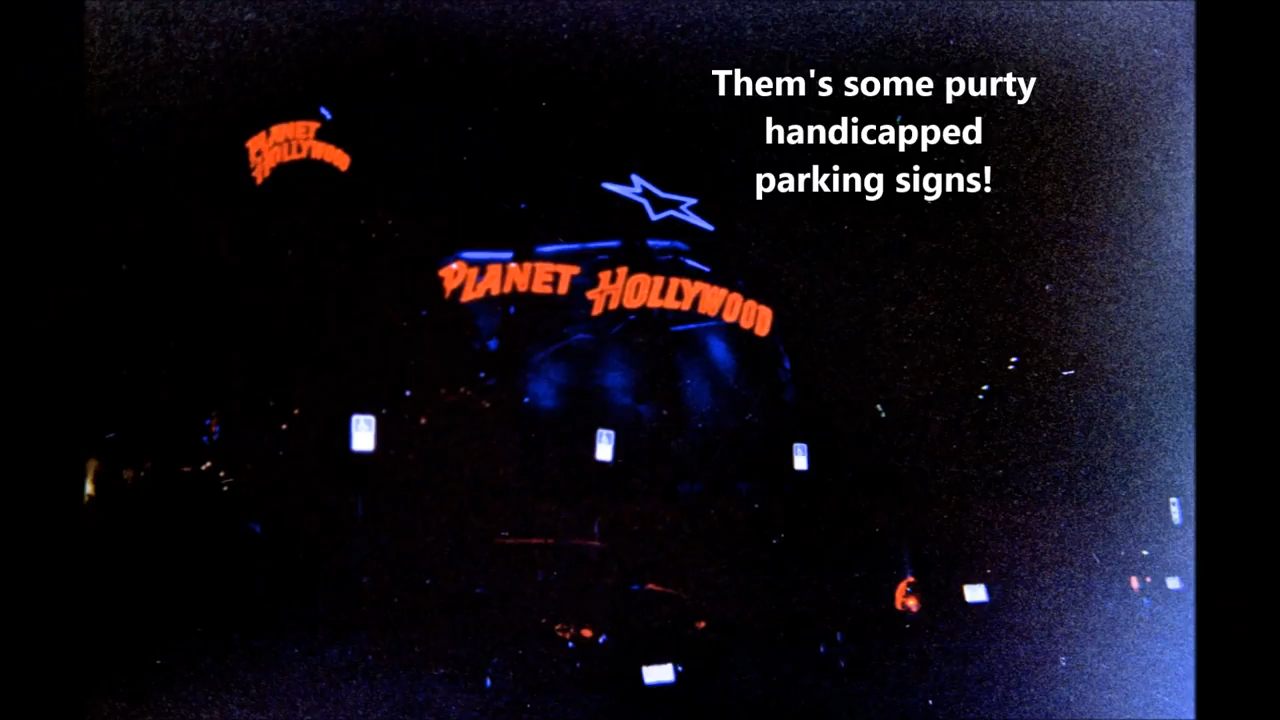 Them's some purty
handicapped
parking signs!
PLANET
HOLLYWOOD
PLANET HOLLYWOOD